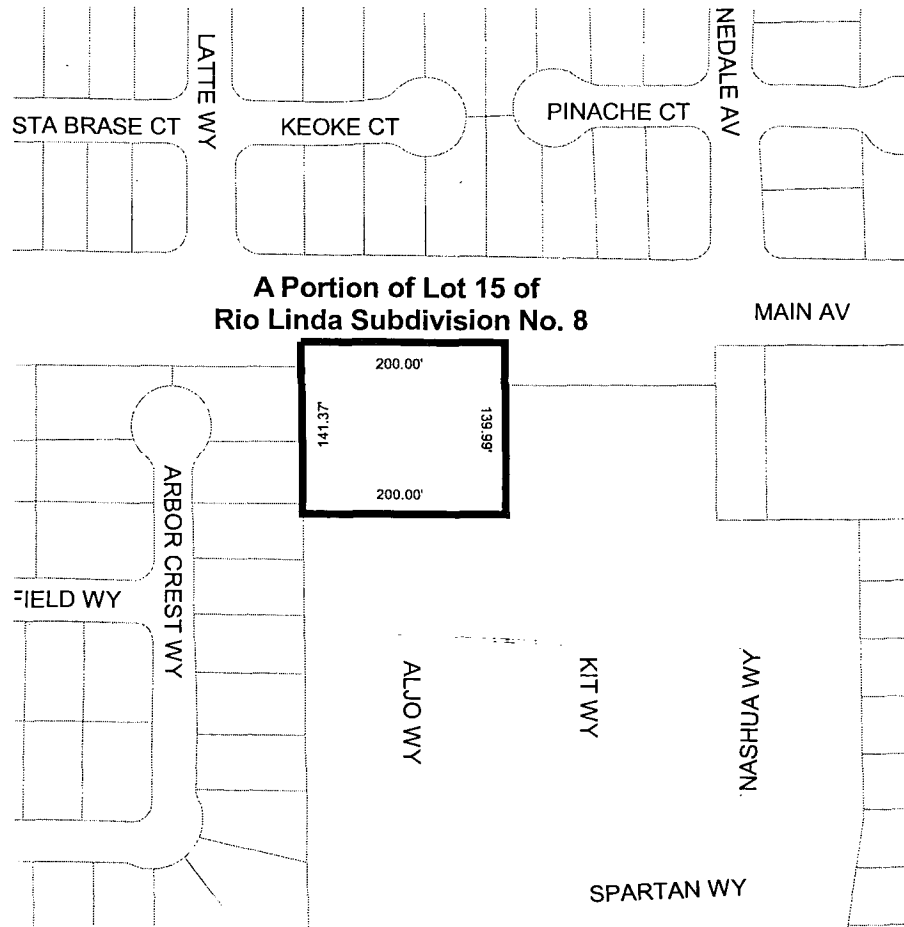 LATTE WY
NEDALE AV
STA BRASE CT
KEOKE CT
PINACHE CT
A Portion of Lot 15 of
Rio Linda Subdivision No. 8
MAIN AV
200.00'
141.37'
139.99'
200.00'
ARBOR CREST WY
FIELD WY
ALJO WY
KIT WY
NASHUA WY
SPARTAN WY